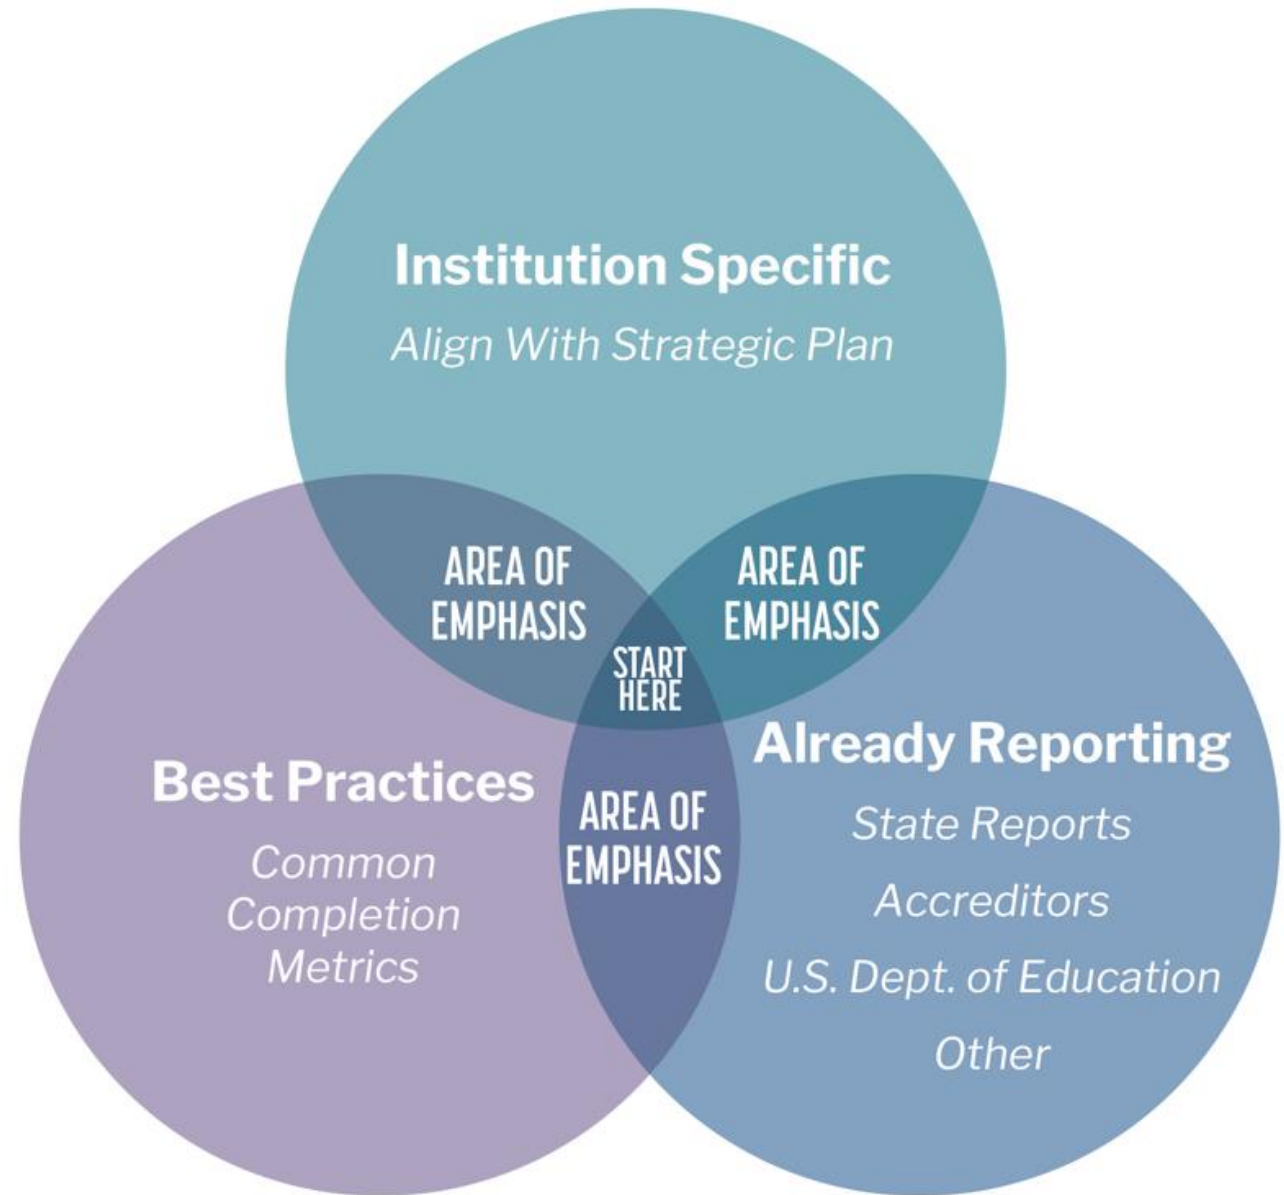 Institution Specific
Align With Strategic Plan
AREA OF
EMPHASIS
AREA OF
EMPHASIS
START
HERE
Best Practices
Common
Completion
Metrics
AREA OF
EMPHASIS
Already Reporting
State Reports
Accreditors
U.S. Dept. of Education
Other